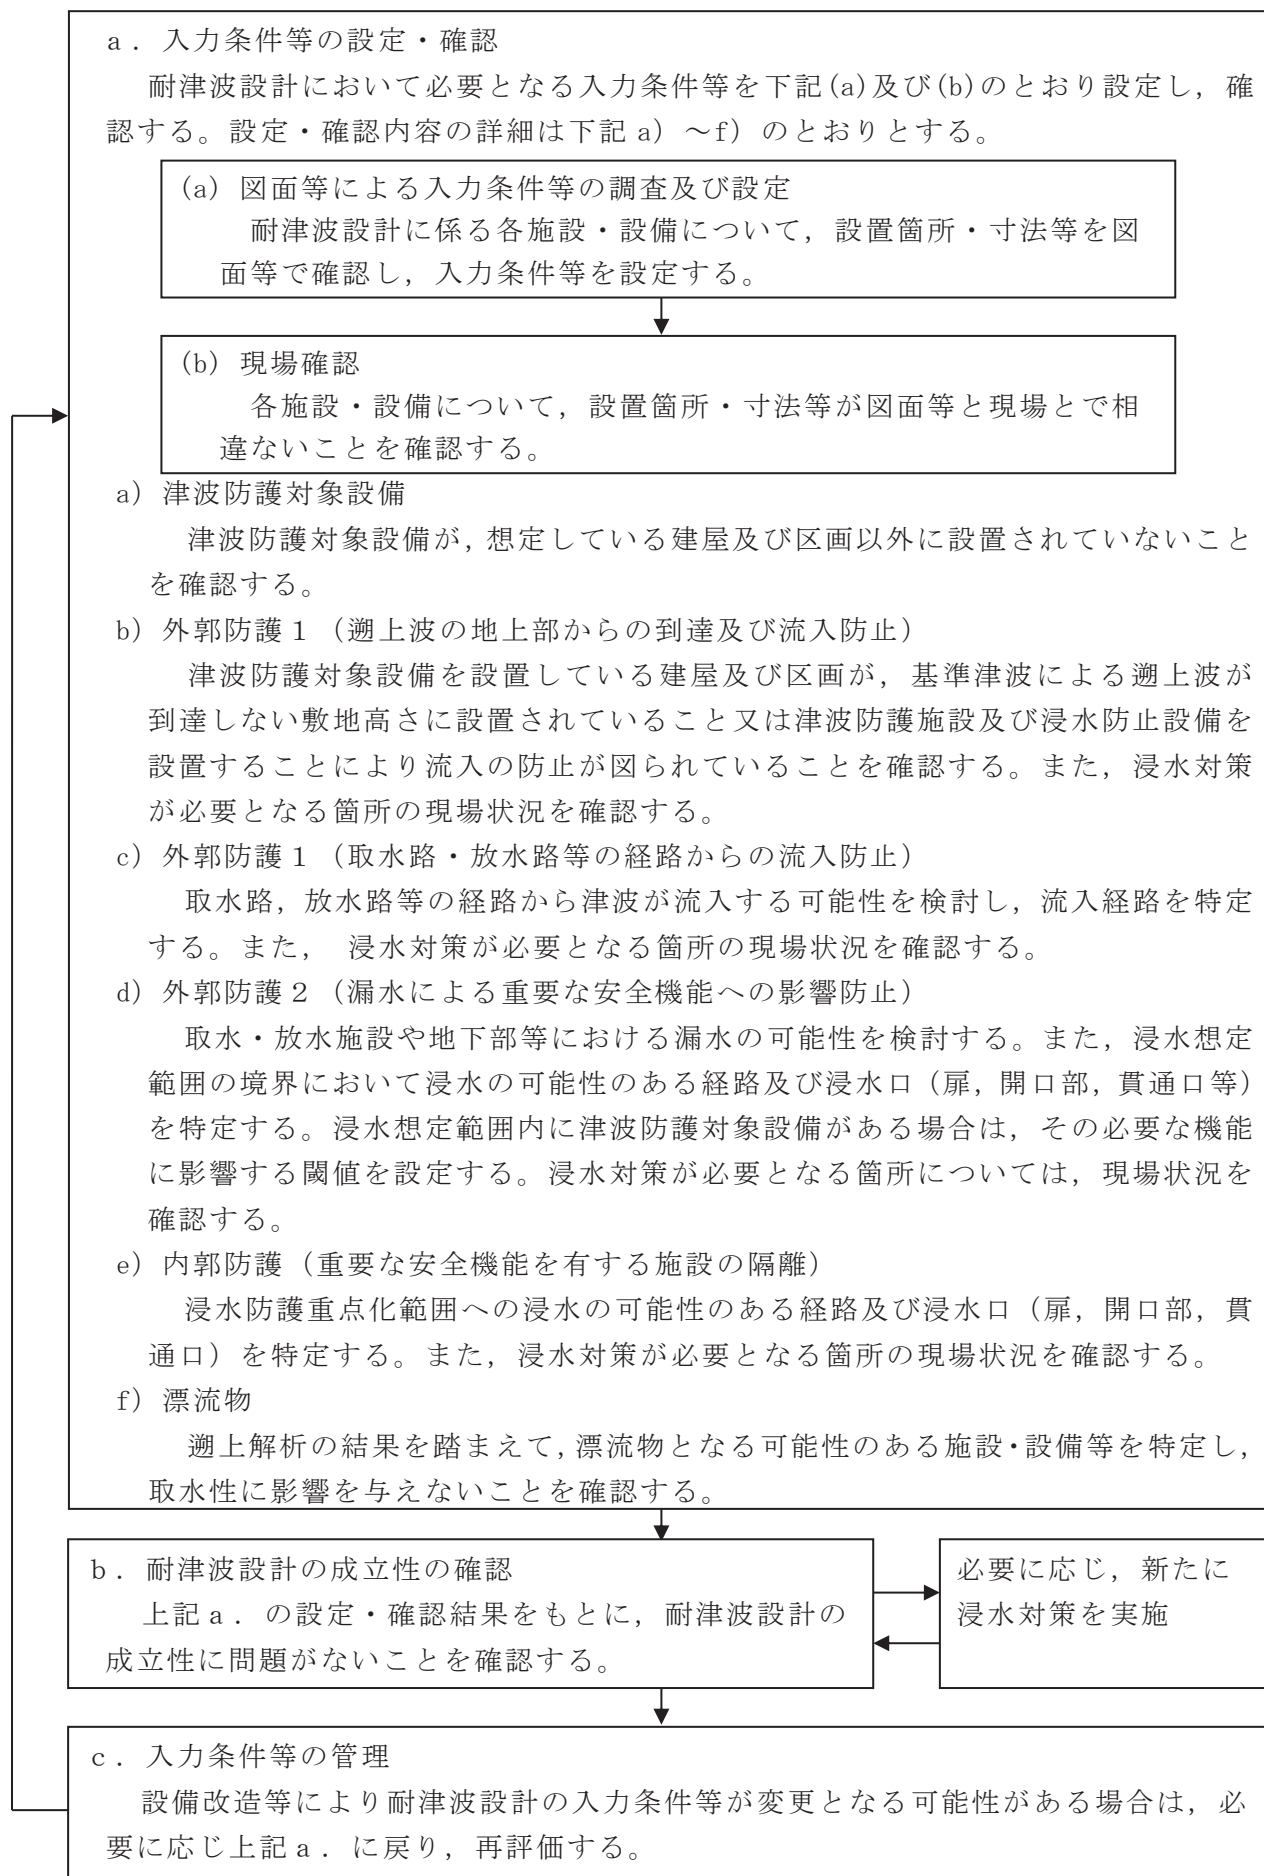 a．入力条件等の設定・確認
耐津波設計において必要となる入力条件等を下記(a)及び(b)のとおり設定し，確
認する。設定・確認内容の詳細は下記 a）～f）のとおりとする。
(a) 図面等による入力条件等の調査及び設定
耐津波設計に係る各施設・設備について，設置箇所・寸法等を図
面等で確認し，入力条件等を設定する。
(b) 現場確認
各施設・設備について，設置箇所・寸法等が図面等と現場とで相
違ないことを確認する。
a）津波防護対象設備
津波防護対象設備が，想定している建屋及び区画以外に設置されていないこと
を確認する。
b）外郭防護１（遡上波の地上部からの到達及び流入防止）
津波防護対象設備を設置している建屋及び区画が，基準津波による遡上波が
到達しない敷地高さに設置されていること又は津波防護施設及び浸水防止設備を
設置することにより流入の防止が図られていることを確認する。また，浸水対策
が必要となる箇所の現場状況を確認する。
c）外郭防護１（取水路・放水路等の経路からの流入防止）
取水路，放水路等の経路から津波が流入する可能性を検討し，流入経路を特定
する。また， 浸水対策が必要となる箇所の現場状況を確認する。
d）外郭防護２（漏水による重要な安全機能への影響防止）
取水・放水施設や地下部等における漏水の可能性を検討する。また，浸水想定
範囲の境界において浸水の可能性のある経路及び浸水口（扉，開口部，貫通口等）
を特定する。浸水想定範囲内に津波防護対象設備がある場合は，その必要な機能
に影響する閾値を設定する。浸水対策が必要となる箇所については，現場状況を
確認する。
e）内郭防護（重要な安全機能を有する施設の隔離）
浸水防護重点化範囲への浸水の可能性のある経路及び浸水口（扉，開口部，貫
通口）を特定する。また，浸水対策が必要となる箇所の現場状況を確認する。
f）漂流物
遡上解析の結果を踏まえて，漂流物となる可能性のある施設・設備等を特定し，
取水性に影響を与えないことを確認する。
b．耐津波設計の成立性の確認
上記a．の設定・確認結果をもとに，耐津波設計の
成立性に問題がないことを確認する。
必要に応じ，新たに
浸水対策を実施
c．入力条件等の管理
設備改造等により耐津波設計の入力条件等が変更となる可能性がある場合は，必
要に応じ上記a．に戻り，再評価する。